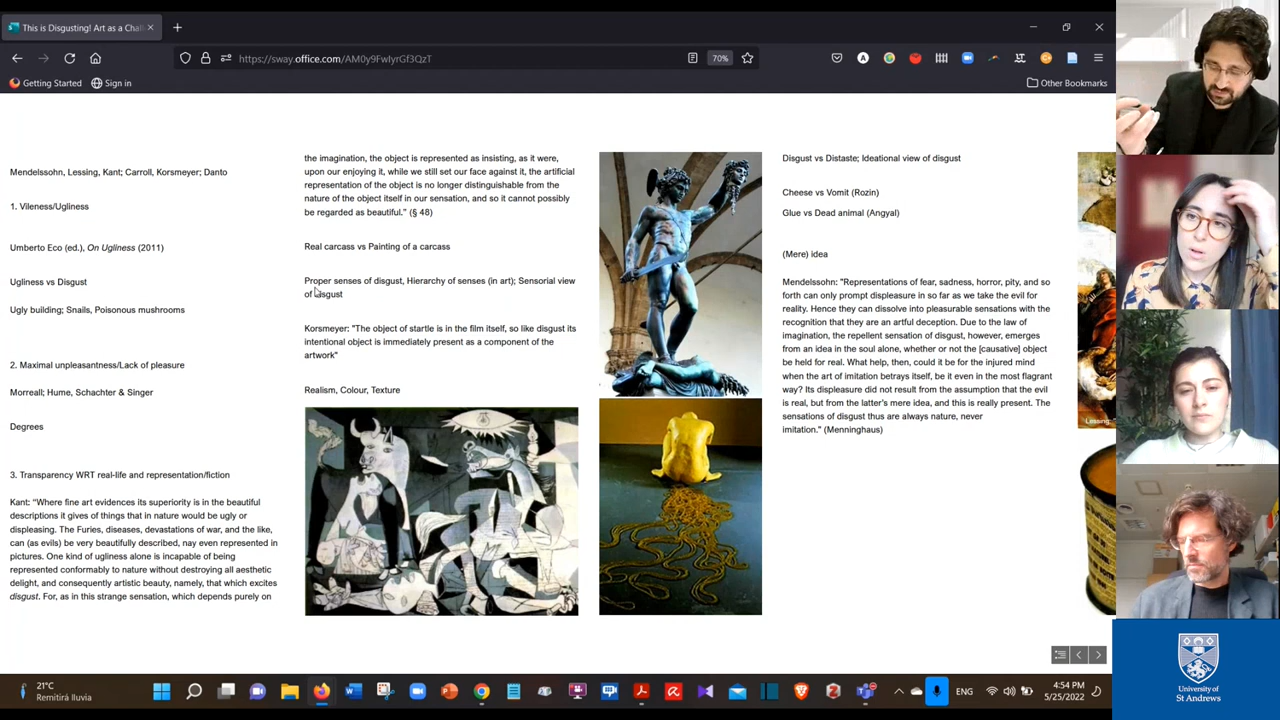 This is Disgusting! Art as a Chal
https://sway.office.com/AM0y9FwIyrGf3QzT
70%
Getting Started
Sign in
Other Bookmarks
Mendelssohn, Lessing, Kant; Carroll, Korsmeyer; Danto
1. Vileness/Ugliness
Umberto Eco (ed.), On Ugliness (2011)
Ugliness vs Disgust
Ugly building; Snails, Poisonous mushrooms
2. Maximal unpleasantness/Lack of pleasure
Morreall; Hume, Schachter & Singer
Degrees
3. Transparency WRT real-life and representation/fiction
Kant: “Where fine art evidences its superiority is in the beautiful
descriptions it gives of things that in nature would be ugly or
displeasing. The Furies, diseases, devastations of war, and the like,
can (as evils) be very beautifully described, nay even represented in
pictures. One kind of ugliness alone is incapable of being
represented conformably to nature without destroying all aesthetic
delight, and consequently artistic beauty, namely, that which excites
disgust. For, as in this strange sensation, which depends purely on
the imagination, the object is represented as insisting, as it were,
upon our enjoying it, while we still set our face against it, the artificial
representation of the object is no longer distinguishable from the
nature of the object itself in our sensation, and so it cannot possibly
be regarded as beautiful.” (§ 48)
Real carcass vs Painting of a carcass
Proper senses of disgust, Hierarchy of senses (in art); Sensorial view
of disgust
Korsmeyer: "The object of startle is in the film itself, so like disgust its
intentional object is immediately present as a component of the
artwork"
Realism, Colour, Texture
Disgust vs Distaste; Ideational view of disgust
Cheese vs Vomit (Rozin)
Glue vs Dead animal (Angyal)
(Mere) idea
Mendelssohn: "Representations of fear, sadness, horror, pity, and so
forth can only prompt displeasure in so far as we take the evil for
reality. Hence they can dissolve into pleasurable sensations with the
recognition that they are an artful deception. Due to the law of
imagination, the repellent sensation of disgust, however, emerges
from an idea in the soul alone, whether or not the [causative] object
be held for real. What help, then, could it be for the injured mind
when the art of imitation betrays itself, be it even in the most flagrant
way? Its displeasure did not result from the assumption that the evil
is real, but from the latter's mere idea, and this is really present. The
sensations of disgust thus are always nature, never
imitation." (Menninghaus)
Lessing:
University of
St Andrews
21°C
Remitirá lluvia
ENG
4:54 PM
5/25/2022